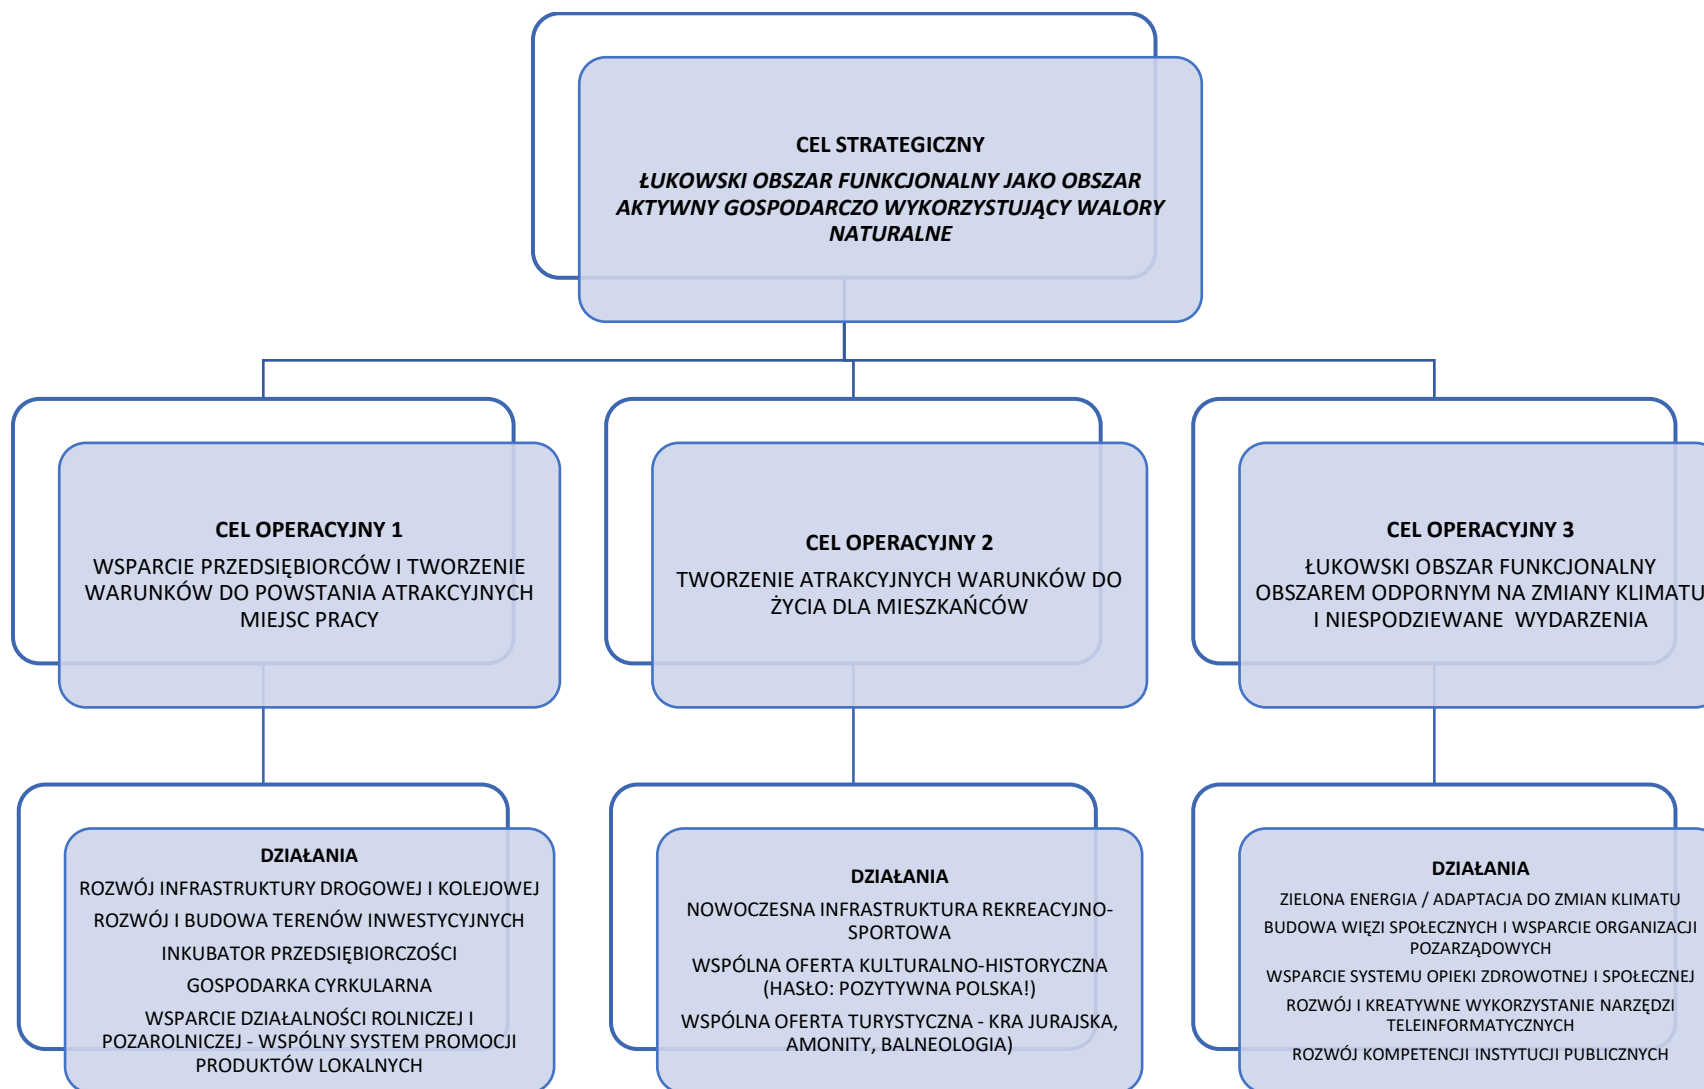 CEL STRATEGICZNY
ŁUKOWSKI OBSZAR FUNKCJONALNY JAKO OBSZAR
AKTYWNY GOSPODARCZO WYKORZYSTUJĄCY WALORY
NATURALNE
CEL OPERACYJNY 1
WSPARCIE PRZEDSIĘBIORCÓW I TWORZENIE
WARUNKÓW DO POWSTANIA ATRAKCYJNYCH
MIEJSC PRACY
CEL OPERACYJNY 2
TWORZENIE ATRAKCYJNYCH WARUNKÓW DO
ŻYCIA DLA MIESZKAŃCÓW
CEL OPERACYJNY 3
ŁUKOWSKI OBSZAR FUNKCJONALNY
OBSZAREM ODPORNYM NA ZMIANY KLIMATU
I NIESPODZIEWANE WYDARZENIA
DZIAŁANIA
ROZWÓJ INFRASTRUKTURY DROGOWEJ I KOLEJOWEJ
ROZWÓJ I BUDOWA TERENÓW INWESTYCYJNYCH
INKUBATOR PRZEDSIĘBIORCZOŚCI
GOSPODARKA CYRKULARNA
WSPARCIE DZIAŁALNOŚCI ROLNICZEJ I
POZAROLNICZEJ - WSPÓLNY SYSTEM PROMOCJI
PRODUKTÓW LOKALNYCH
DZIAŁANIA
NOWOCZESNA INFRASTRUKTURA REKREACYJNO-
SPORTOWA
WSPÓLNA OFERTA KULTURALNO-HISTORYCZNA
(HASŁO: POZYTYWNA POLSKA!)
WSPÓLNA OFERTA TURYSTYCZNA - KRA JURAJSKA,
AMONITY, BALNEOLOGIA)
DZIAŁANIA
ZIELONA ENERGIA / ADAPTACJA DO ZMIAN KLIMATU
BUDOWA WIĘZI SPOŁECZNYCH I WSPARCIE ORGANIZACJI
POZARZĄDOWYCH
WSPARCIE SYSTEMU OPIEKI ZDROWOTNEJ I SPOŁECZNEJ
ROZWÓJ I KREATYWNE WYKORZYSTANIE NARZĘDZI
TELEINFORMATYCZNYCH
ROZWÓJ KOMPETENCJI INSTYTUCJI PUBLICZNYCH